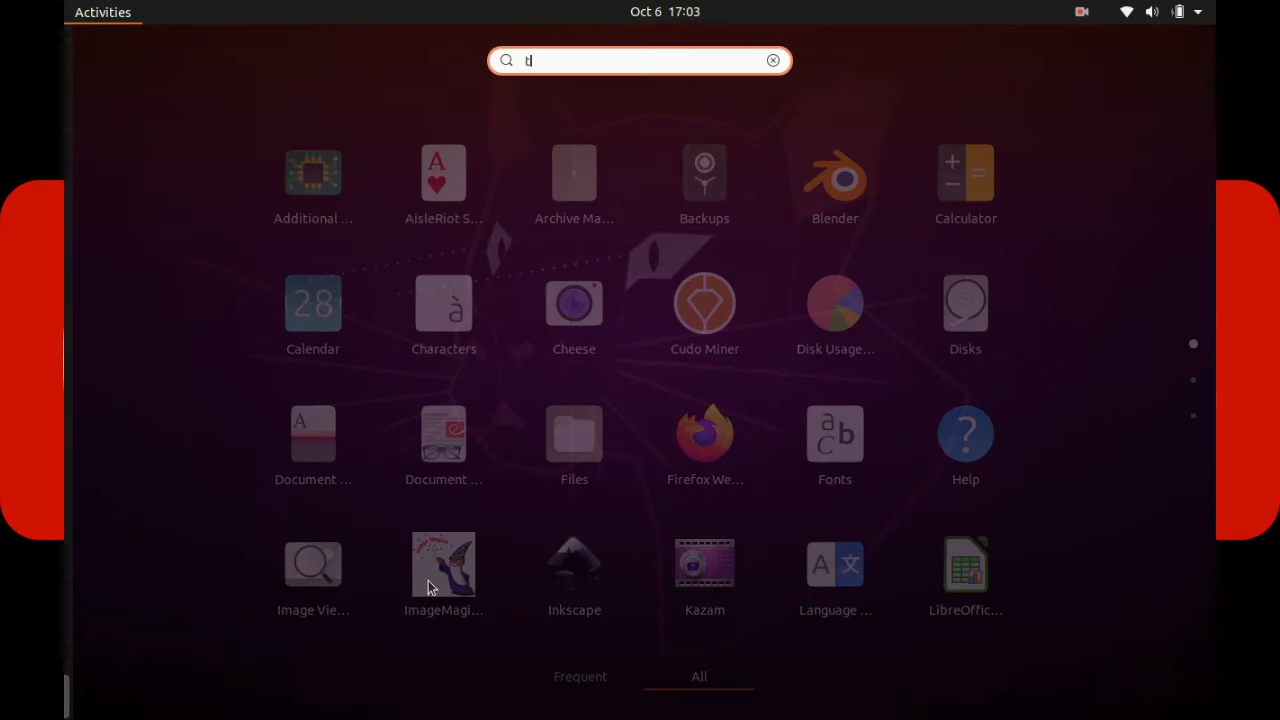 Activities
Oct 6 17:03
t
Additional ...
AisleRiot S...
Archive Ma...
Backups
Blender
Calculator
28
Calendar
Characters
Cheese
Cudo Miner
Disk Usage...
Disks
Document ...
Document ...
Files
Firefox We...
Fonts
Help
Image Vie...
ImageMagi...
Inkscape
Kazam
Language ...
LibreOffic...
Frequent
All